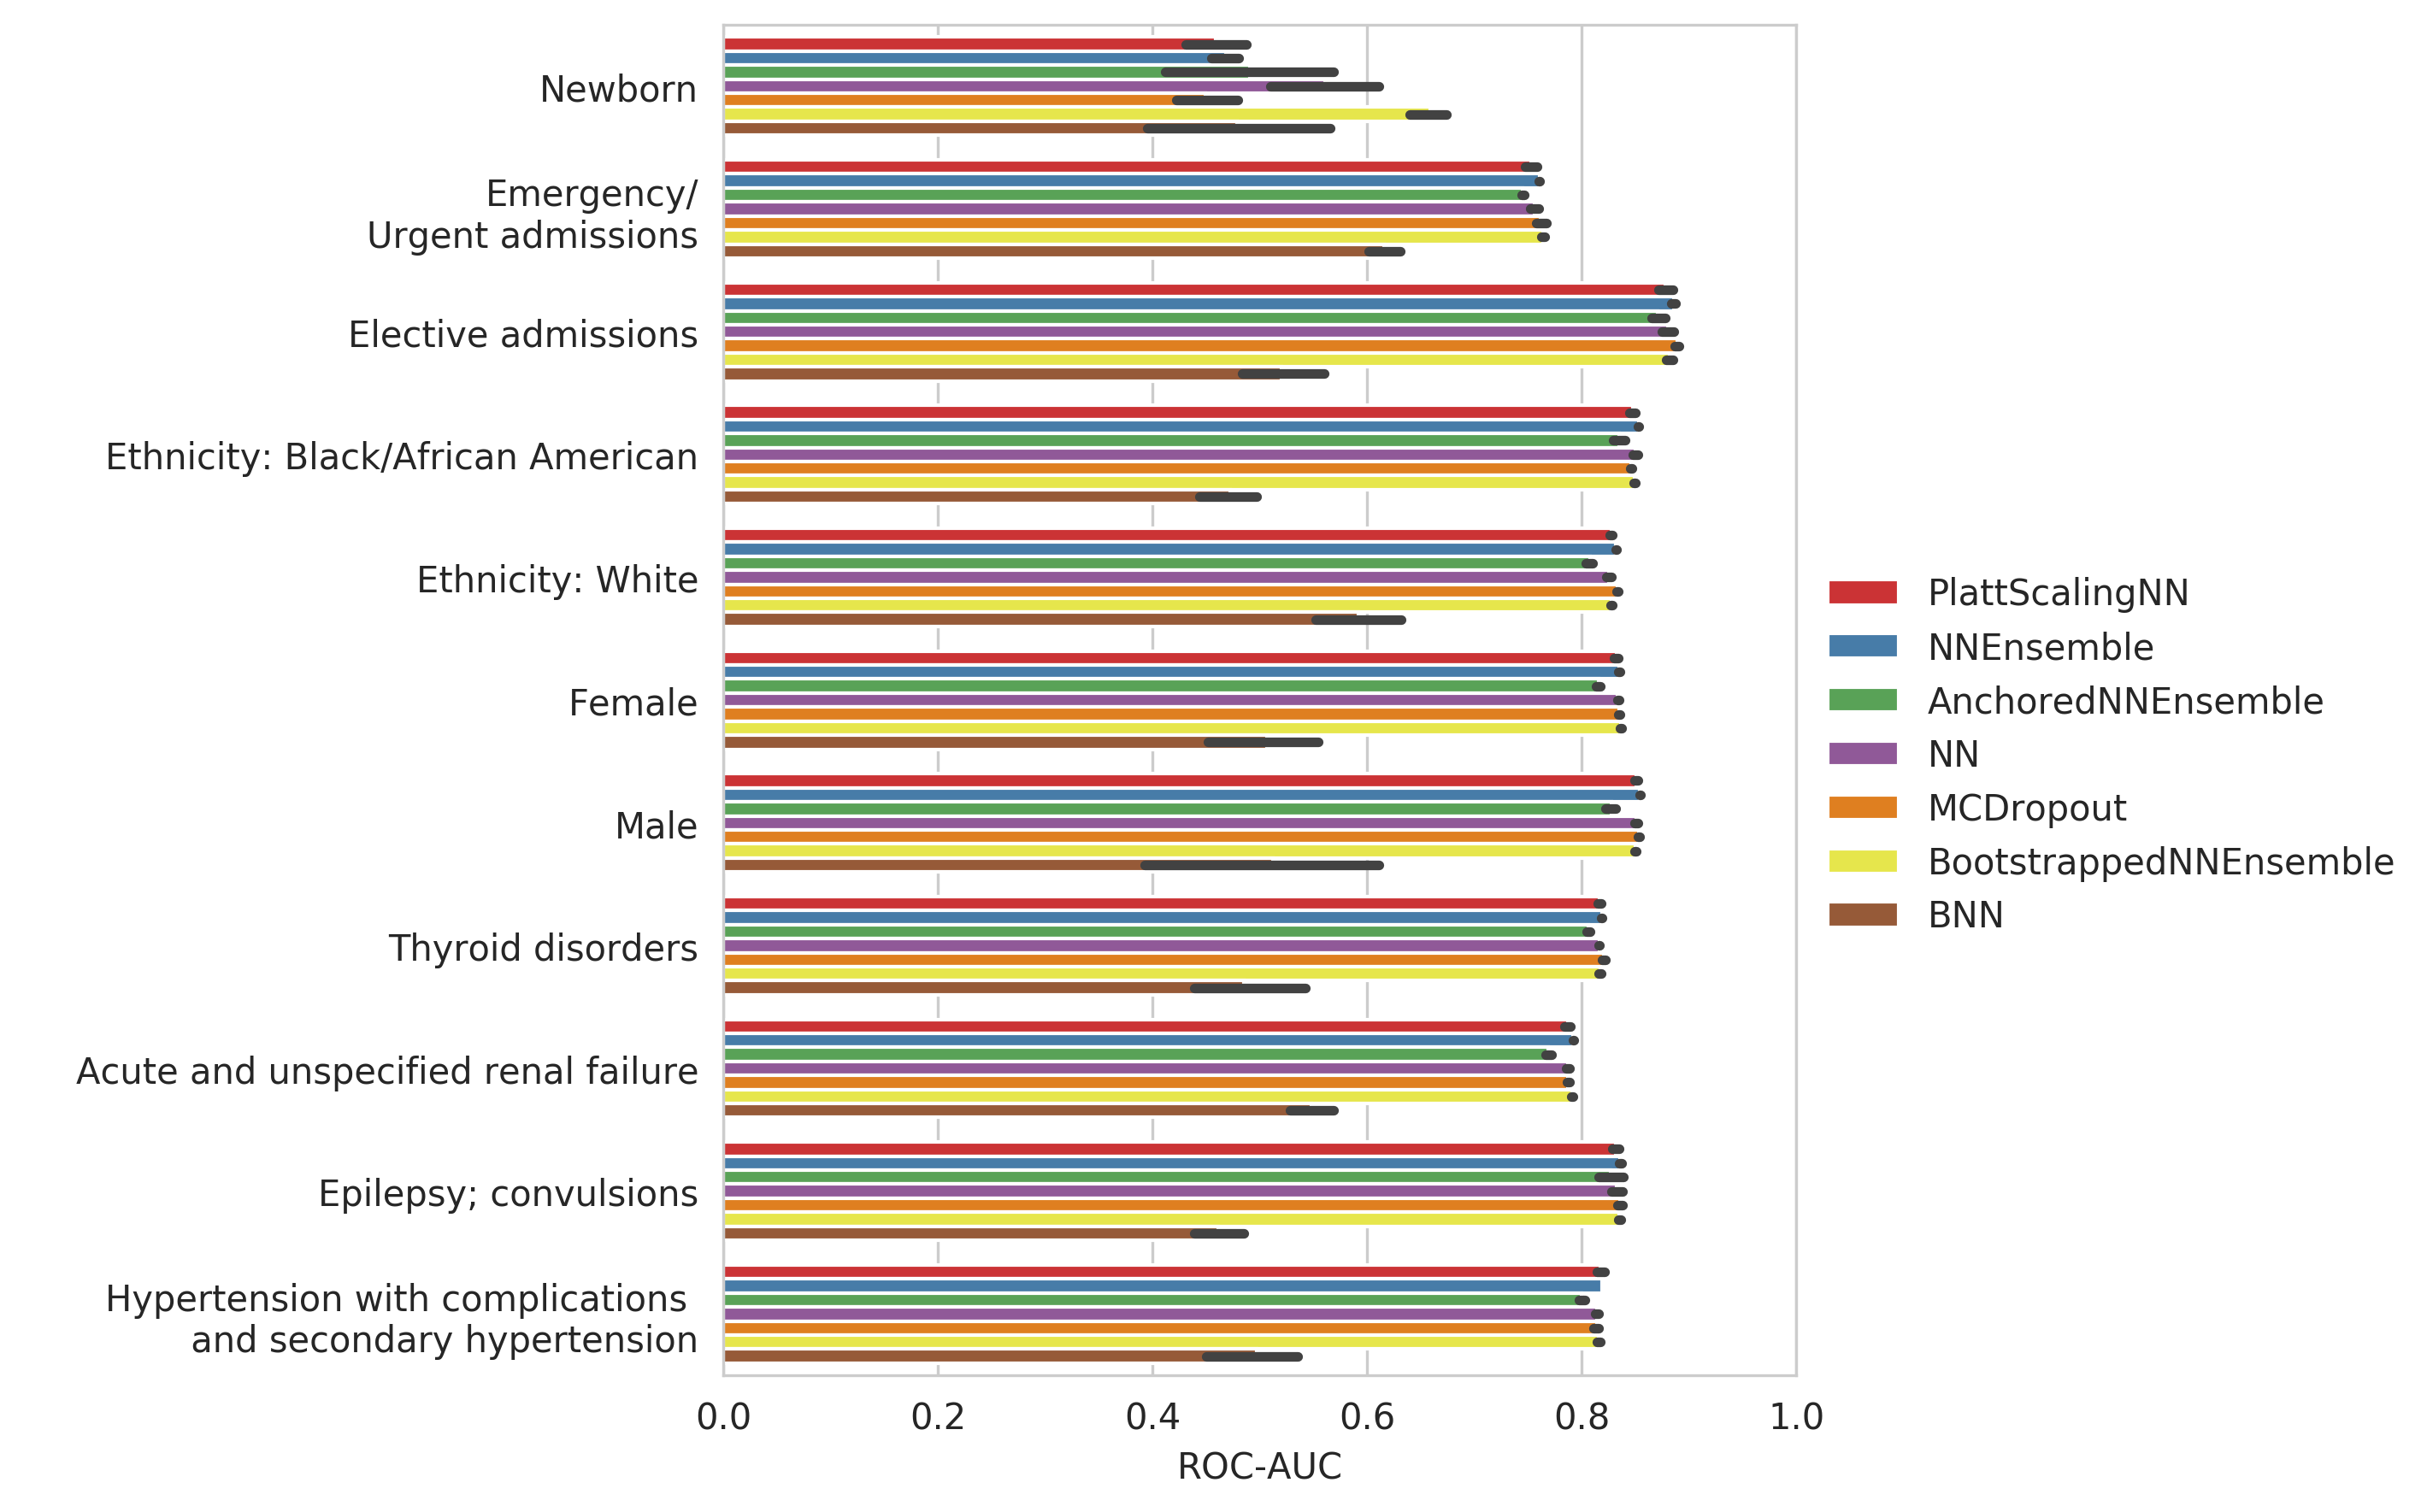 Newborn
Emergency/
Urgent admissions
Elective admissions
Ethnicity: Black/African American
Ethnicity: White
Female
Male
Thyroid disorders
Acute and unspecified renal failure
Epilepsy; convulsions
Hypertension with complications
and secondary hypertension
0.0 0.2 0.4 0.6 0.8 1.0
ROC-AUC
PlattScalingNN
NNEnsemble
AnchoredNNEnsemble
NN
MCDropout
BootstrappedNNEnsemble
BNN